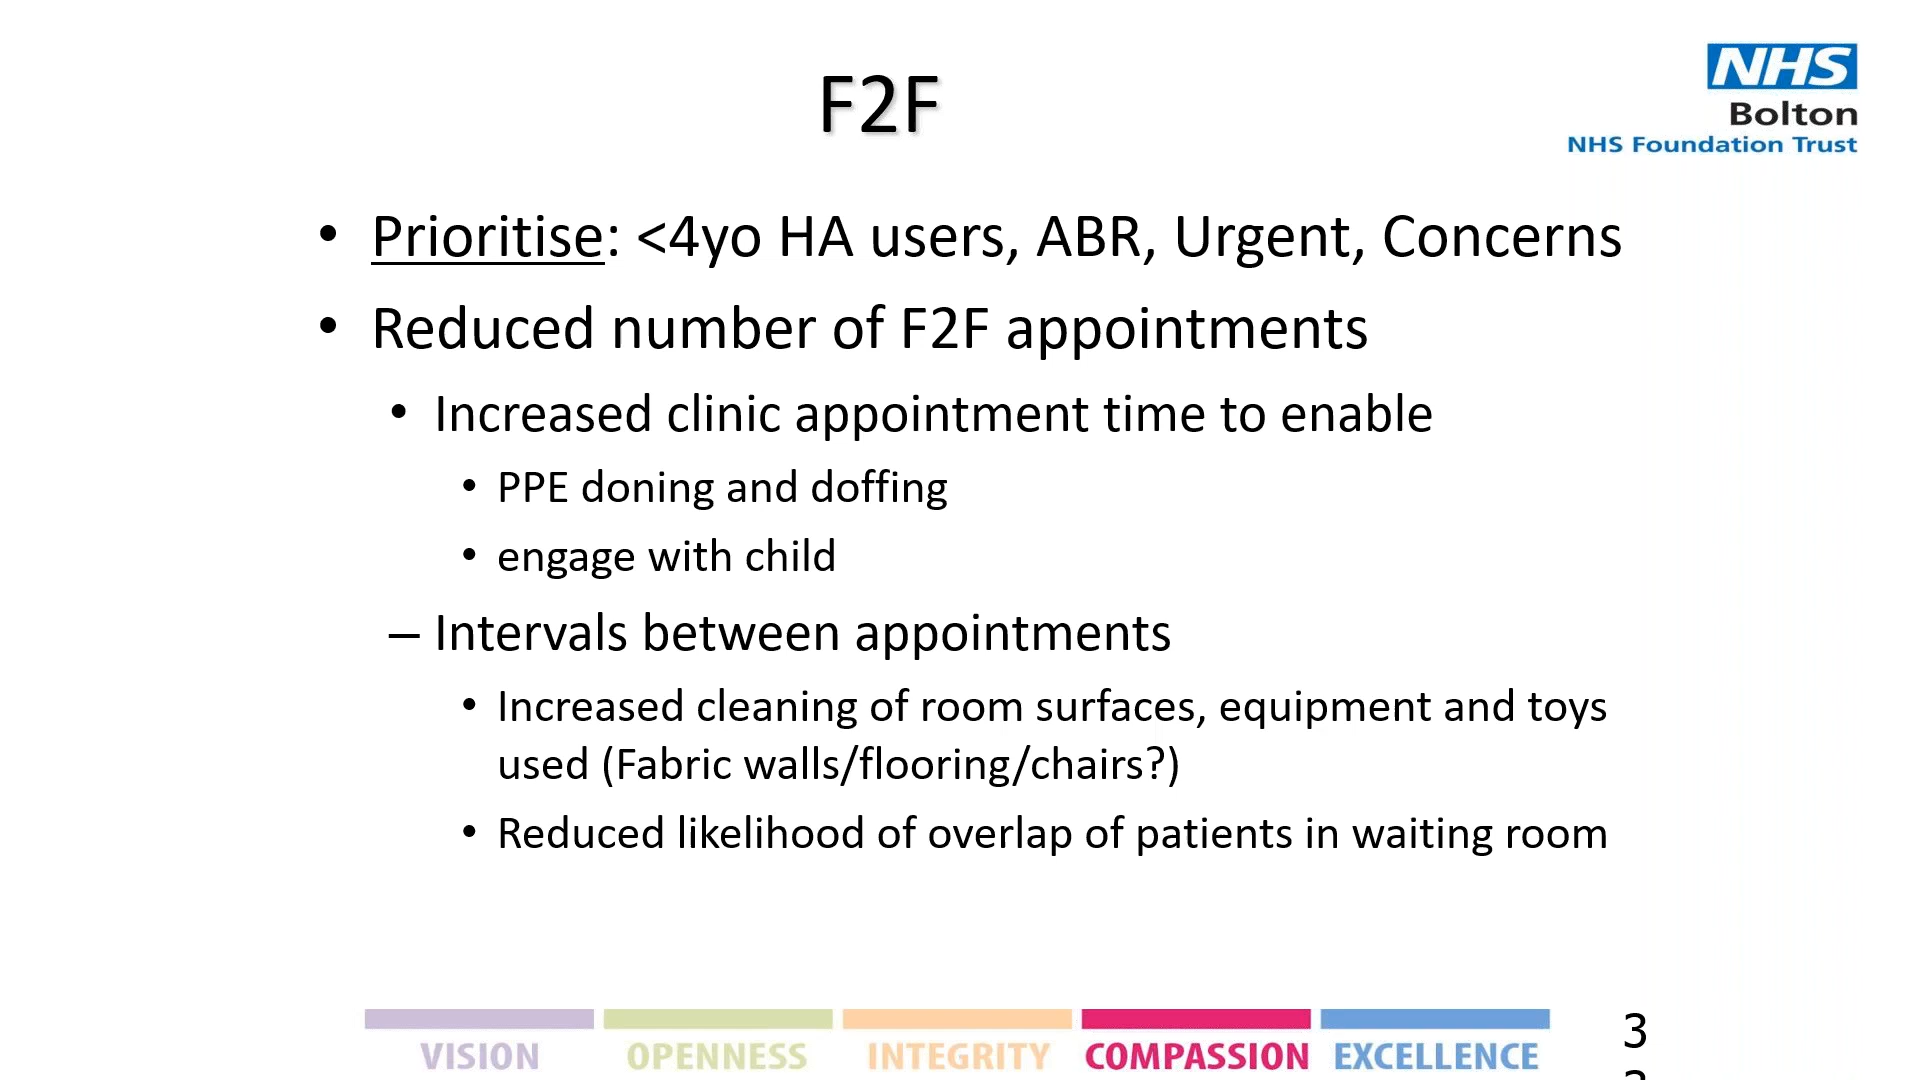 F2F
NHS
Bolton
NHS Foundation Trust
• Prioritise: <4yo HA users, ABR, Urgent, Concerns
• Reduced number of F2F appointments
• Increased clinic appointment time to enable
• PPE doning and doffing
• engage with child
– Intervals between appointments
• Increased cleaning of room surfaces, equipment and toys
used (Fabric walls/flooring/chairs?)
• Reduced likelihood of overlap of patients in waiting room
VISION OPENNESS INTEGRITY COMPASSION EXCELLENCE
3